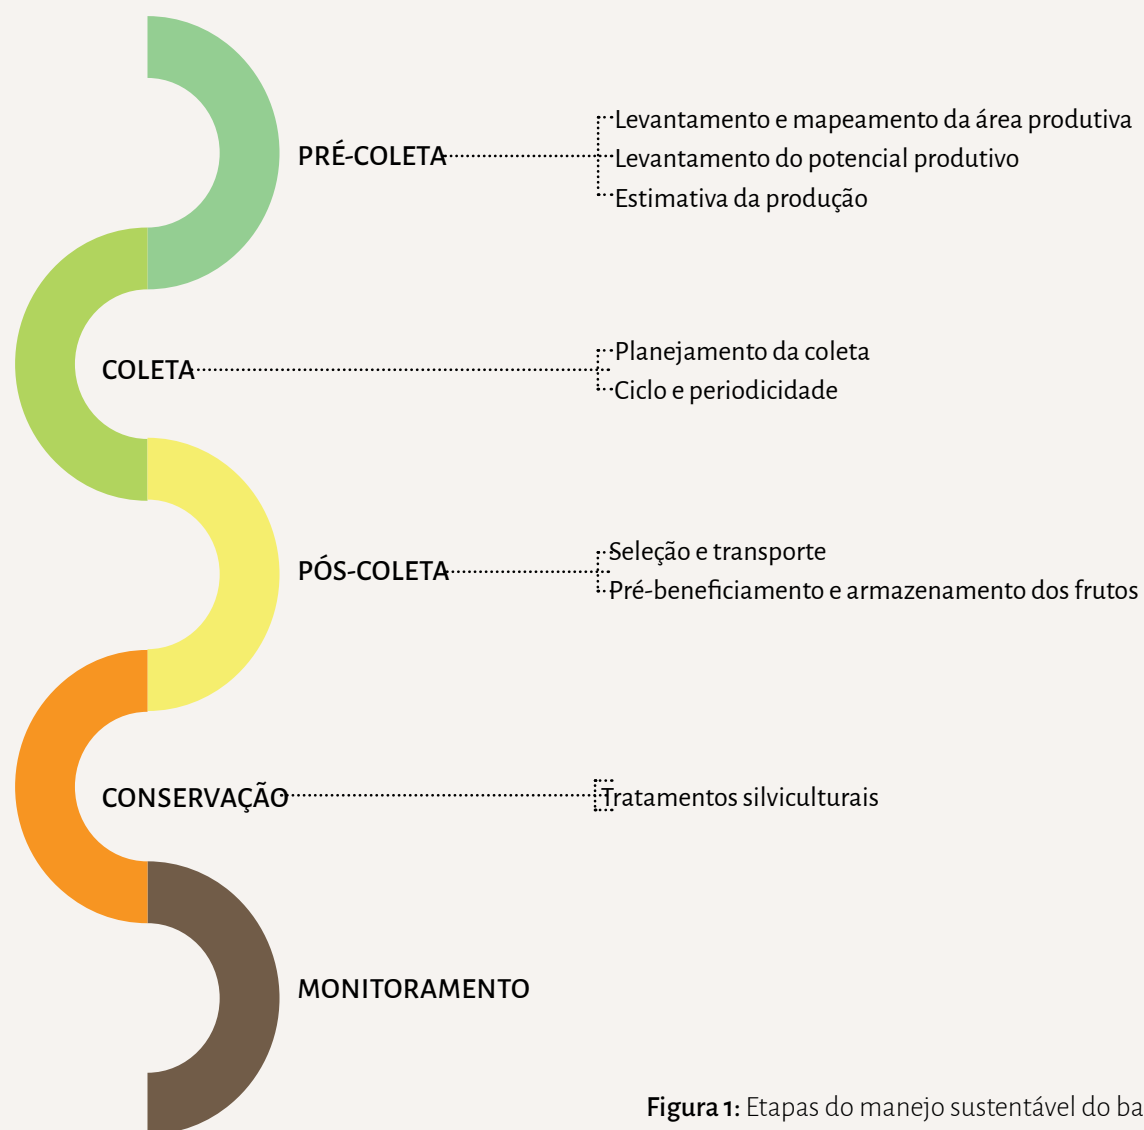 PRÉ-COLETA
Levantamento e mapeamento da área produtiva
Levantamento do potencial produtivo
Estimativa da produção
COLETA
Planejamento da coleta
Ciclo e periodicidade
PÓS-COLETA
Seleção e transporte
Pré-beneficiamento e armazenamento dos frutos
CONSERVAÇÃO
Tratamentos silviculturais
MONITORAMENTO
Figura 1: Etapas do manejo sustentável do